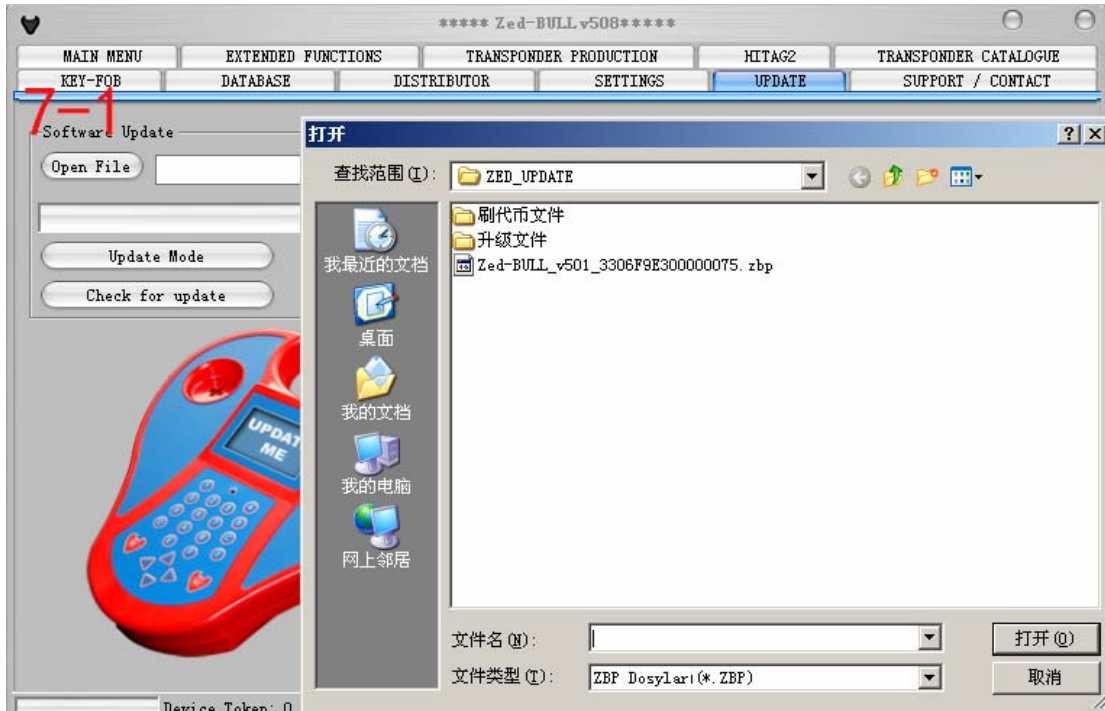 ***** Zed-BULL v508*****
MAIN MENU EXTENDED FUNCTIONS TRANSPONDER PRODUCTION HITAG2 TRANSPONDER CATALOGUE
KEY-FOB DATABASE DISTRIBUTOR SETTINGS UPDATE SUPPORT / CONTACT
7-1
Software Update
Open File
Update Mode
Check for update
UPDAT
ME
打开
查找范围(I):
ZED_UPDATE
我最近的文档
桌面
我的文档
我的电脑
网上邻居
刷代币文件
升级文件
Zed-BULL_v501_3306F9E300000075.zbp
文件名(N):
打开(O)
文件类型(T):
ZBP Dosyları(*.ZBP)
取消
Device Token: 0